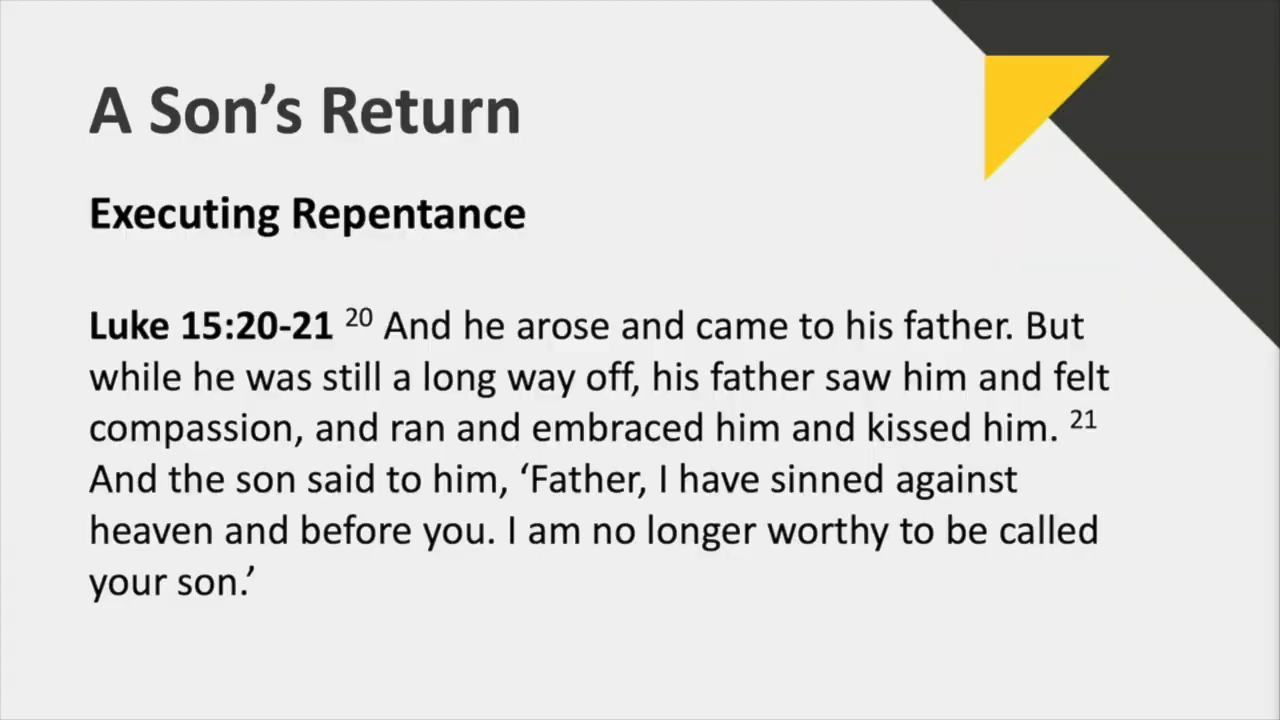 A Son’s Return
Executing Repentance
Luke 15:20-21 20 And he arose and came to his father. But
while he was still a long way off, his father saw him and felt
compassion, and ran and embraced him and kissed him. 21
And the son said to him, ‘Father, I have sinned against
heaven and before you. I am no longer worthy to be called
your son.’